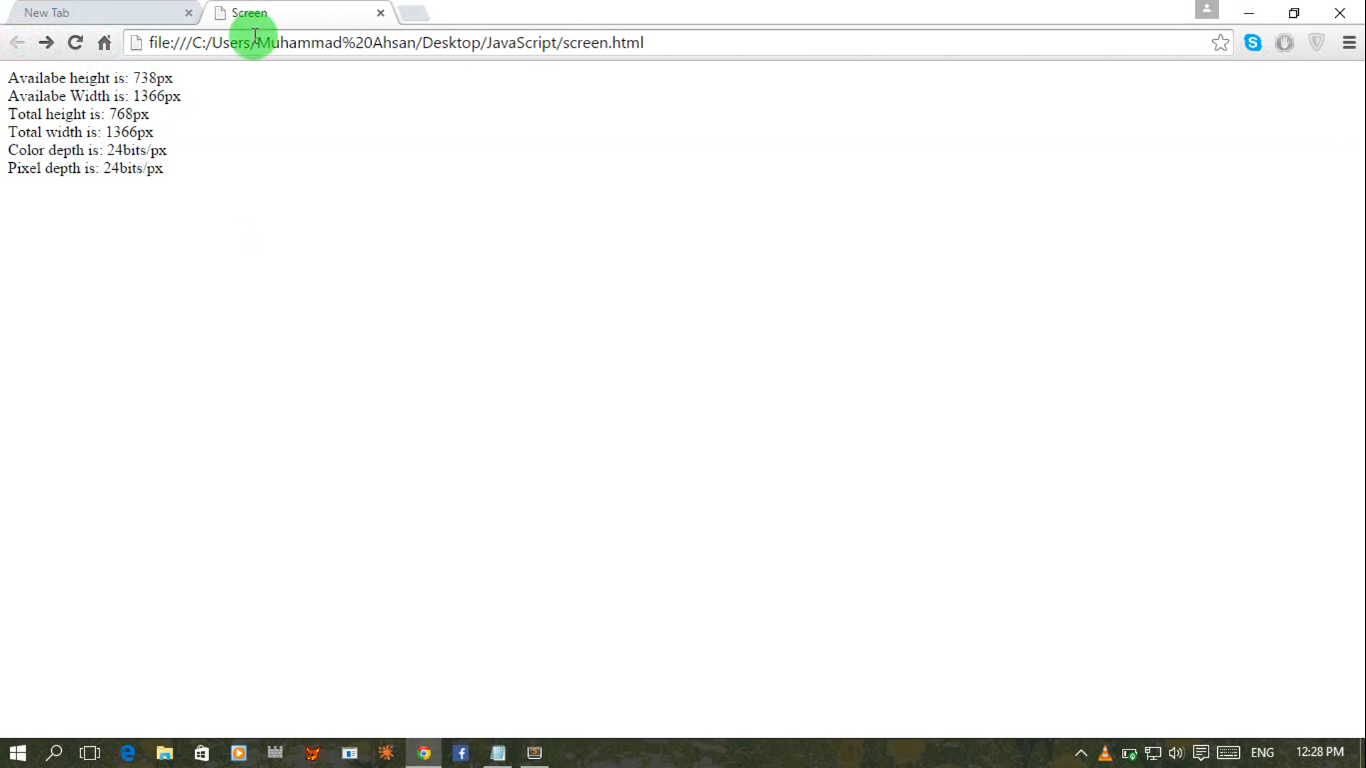 New Tab
Screen
file:///C:/Users/Muhammad%20Ahsan/Desktop/JavaScript/screen.html
Availabe height is: 738px
Availabe Width is: 1366px
Total height is: 768px
Total width is: 1366px
Color depth is: 24bits/px
Pixel depth is: 24bits/px
ENG
12:28 PM